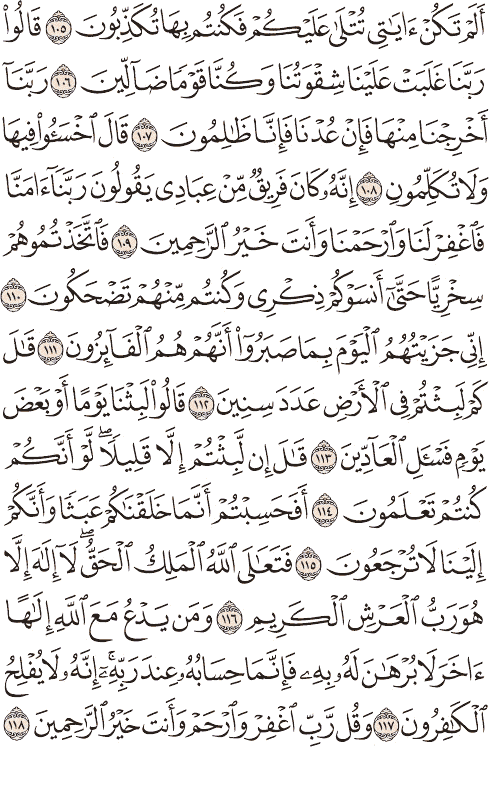 أَلَمْ تَكُنْ ءَايَٰتِى تُتْلَىٰ عَلَيْكُمْ فَكُنتُم بِهَا تُكَذِّبُونَ ١٠٥ قَالُوا۟
رَبَّنَا غَلَبَتْ عَلَيْنَا شِقْوَتُنَا وَكُنَّا قَوْمًا ضَآلِّينَ ١٠٦ رَبَّنَآ
أَخْرِجْنَا مِنْهَا فَإِنْ عُدْنَا فَإِنَّا ظَٰلِمُونَ ١٠٧ قَالَ ٱخْسَـُٔوا۟ فِيهَا
وَلَا تُكَلِّمُونِ ١٠٨ إِنَّهُۥ كَانَ فَرِيقٌ مِّنْ عِبَادِى يَقُولُونَ رَبَّنَآ ءَامَنَّا
فَٱغْفِرْ لَنَا وَٱرْحَمْنَا وَأَنتَ خَيْرُ ٱلرَّٰحِمِينَ ١٠٩ فَٱتَّخَذْتُمُوهُمْ
سِخْرِيًّا حَتَّىٰٓ أَنسَوْكُمْ ذِكْرِى وَكُنتُم مِّنْهُمْ تَضْحَكُونَ ١١٠
إِنِّى جَزَيْتُهُمُ ٱلْيَوْمَ بِمَا صَبَرُوٓا۟ أَنَّهُمْ هُمُ ٱلْفَآئِزُونَ ١١١ قَٰلَ
كَمْ لَبِثْتُمْ فِى ٱلْأَرْضِ عَدَدَ سِنِينَ ١١٢ قَالُوا۟ لَبِثْنَا يَوْمًا أَوْ بَعْضَ
يَوْمٍ فَسْـَٔلِ ٱلْعَآدِّينَ ١١٣ قَٰلَ إِن لَّبِثْتُمْ إِلَّا قَلِيلًا ۖ لَّوْ أَنَّكُمْ
كُنتُمْ تَعْلَمُونَ ١١٤ أَفَحَسِبْتُمْ أَنَّمَا خَلَقْنَٰكُمْ عَبَثًا وَأَنَّكُمْ
إِلَيْنَا لَا تُرْجَعُونَ ١١٥ فَتَعَٰلَى ٱللَّهُ ٱلْمَلِكُ ٱلْحَقُّ ۖ لَآ إِلَٰهَ إِلَّا
هُوَ رَبُّ ٱلْعَرْشِ ٱلْكَرِيمِ ١١٦ وَمَن يَدْعُ مَعَ ٱللَّهِ إِلَٰهًا
ءَاخَرَ لَا بُرْهَٰنَ لَهُۥ بِهِۦ فَإِنَّمَا حِسَابُهُۥ عِندَ رَبِّهِۦٓ ۚ إِنَّهُۥ لَا يُفْلِحُ
ٱلْكَٰفِرُونَ ١١٧ وَقُل رَّبِّ ٱغْفِرْ وَٱرْحَمْ وَأَنتَ خَيْرُ ٱلرَّٰحِمِينَ ١١٨